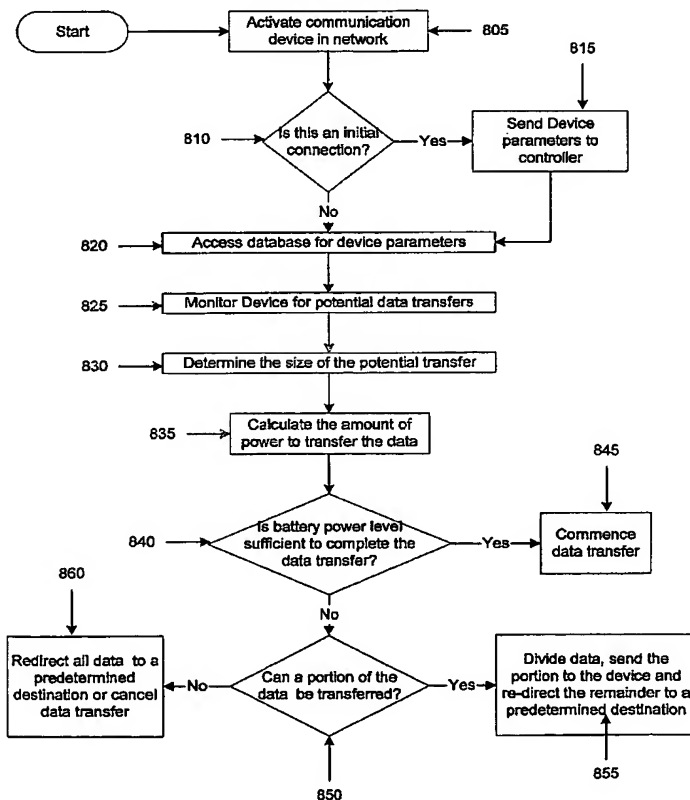 Start
Activate communication
device in network
805
815
810
Is this an initial
connection?
Yes
Send Device
parameters to
controller
No
820
Access database for device parameters
825
Monitor Device for potential data transfers
830
Determine the size of the potential transfer
835
Calculate the amount of
power to transfer the data
845
840
Is battery power level
sufficient to complete the
data transfer?
Yes
Commence
data transfer
860
No
Redirect all data to a
predetermined
destination or cancel
data transfer
No
Can a portion of the
data be transferred?
Yes
Divide data, send the
portion to the device and
re-direct the remainder to a
predetermined destination
855
850